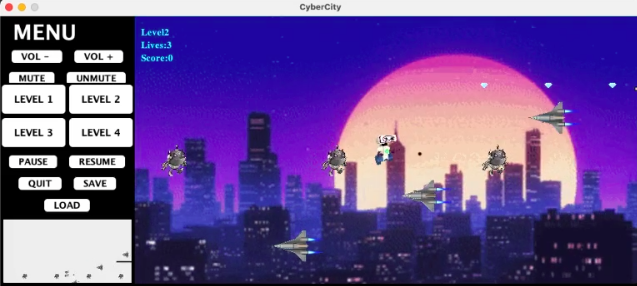 CyberCity
MENU
VOL - VOL +
MUTE UNMUTE
LEVEL 1 LEVEL 2
LEVEL 3 LEVEL 4
PAUSE RESUME
QUIT SAVE
LOAD
Level2
Lives:3
Score:0